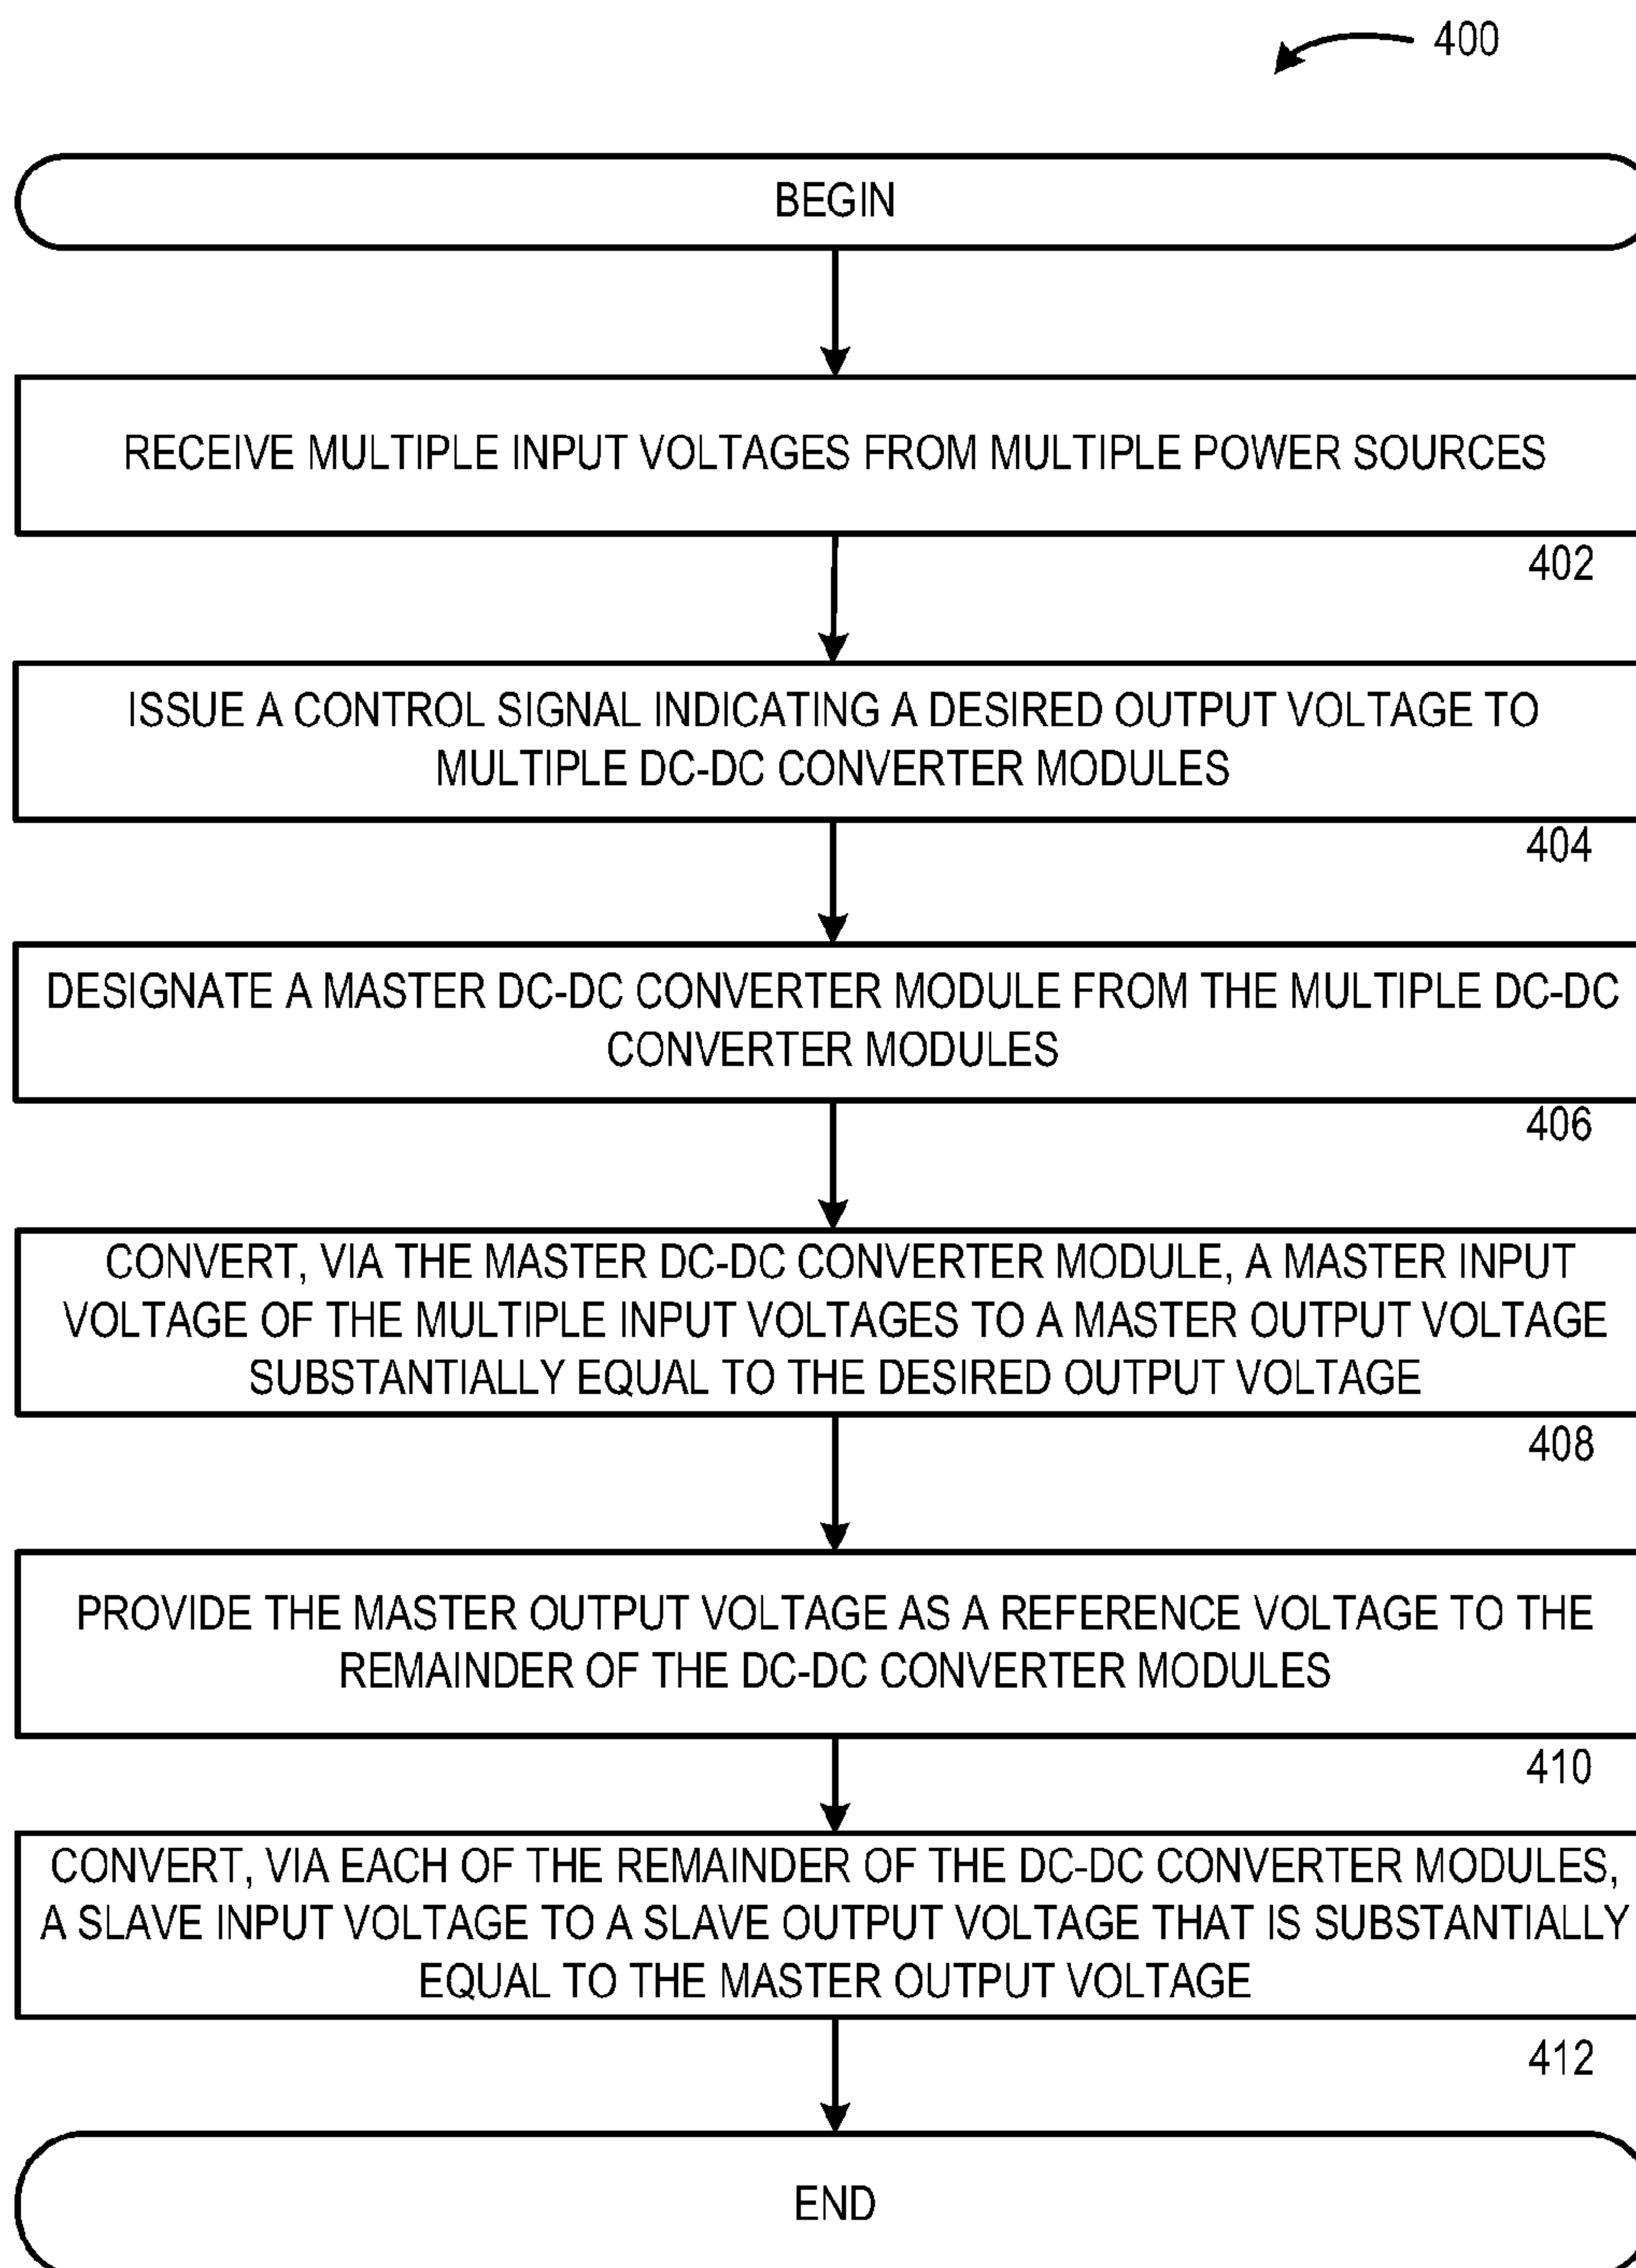 400
BEGIN
RECEIVE MULTIPLE INPUT VOLTAGES FROM MULTIPLE POWER SOURCES
402
ISSUE A CONTROL SIGNAL INDICATING A DESIRED OUTPUT VOLTAGE TO
MULTIPLE DC-DC CONVERTER MODULES
404
DESIGNATE A MASTER DC-DC CONVERTER MODULE FROM THE MULTIPLE DC-DC
CONVERTER MODULES
406
CONVERT, VIA THE MASTER DC-DC CONVERTER MODULE, A MASTER INPUT
VOLTAGE OF THE MULTIPLE INPUT VOLTAGES TO A MASTER OUTPUT VOLTAGE
SUBSTANTIALLY EQUAL TO THE DESIRED OUTPUT VOLTAGE
408
PROVIDE THE MASTER OUTPUT VOLTAGE AS A REFERENCE VOLTAGE TO THE
REMAINDER OF THE DC-DC CONVERTER MODULES
410
CONVERT, VIA EACH OF THE REMAINDER OF THE DC-DC CONVERTER MODULES,
A SLAVE INPUT VOLTAGE TO A SLAVE OUTPUT VOLTAGE THAT IS SUBSTANTIALLY
EQUAL TO THE MASTER OUTPUT VOLTAGE
412
END